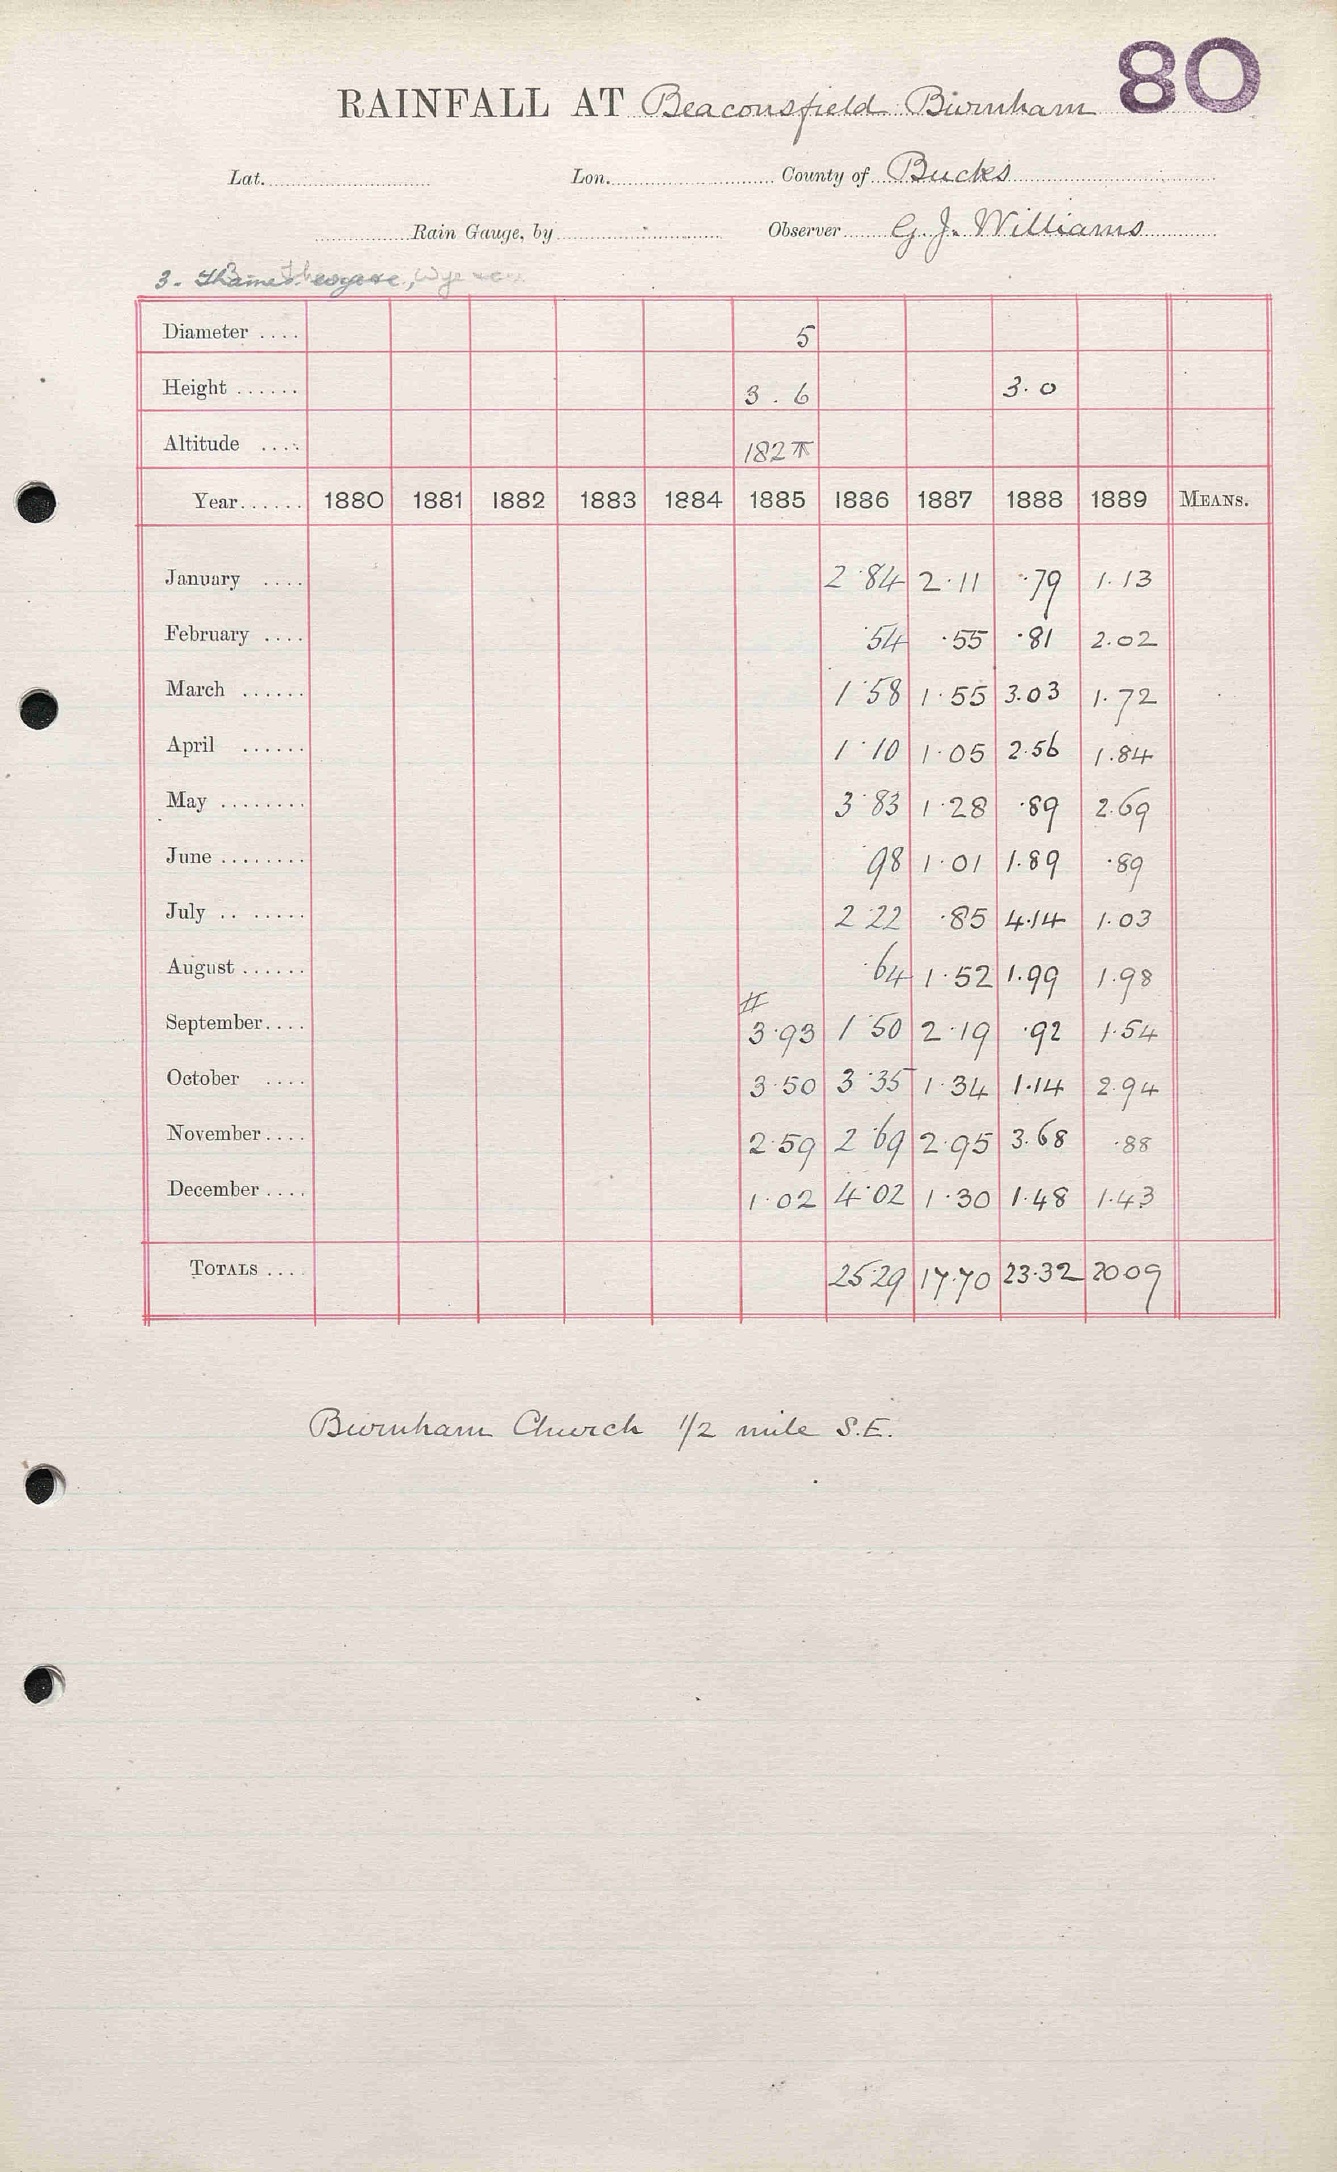 80
RAINFALL AT Beaconsfield Burnham
Lat. Lon. County of Bucks
Rain Gauge, by Observer G. J. Williams
3. Thames
Diameter .... 5
Height ...... 3 . 6 3.0
Altitude .... 182 T
Year...... 1880 1881 1882 1883 1884 1885 1886 1887 1888 1889 MEANS.
January .... 2.84 2.11 .79 1.13
February .... .54 .55 .81 2.02
March ...... 1.58 1.55 3.03 1.72
April ...... 1.10 1.05 2.56 1.84
May ........ 3.83 1.28 .89 2.69
June ........ .98 1.01 1.89 .89
July .. ..... 2.22 .85 4.14 1.03
August ...... .64 1.52 1.99 1.98
#
September.... 3.93 1.50 2.19 .92 1.54
October .... 3.50 3.35 1.34 1.14 2.94
November.... 2.59 2.69 2.95 3.68 .88
December.... 1.02 4.02 1.30 1.48 1.43
TOTALS .... 25.29 17.70 23.32 20.09
Burnham Church 1/2 mile S.E.